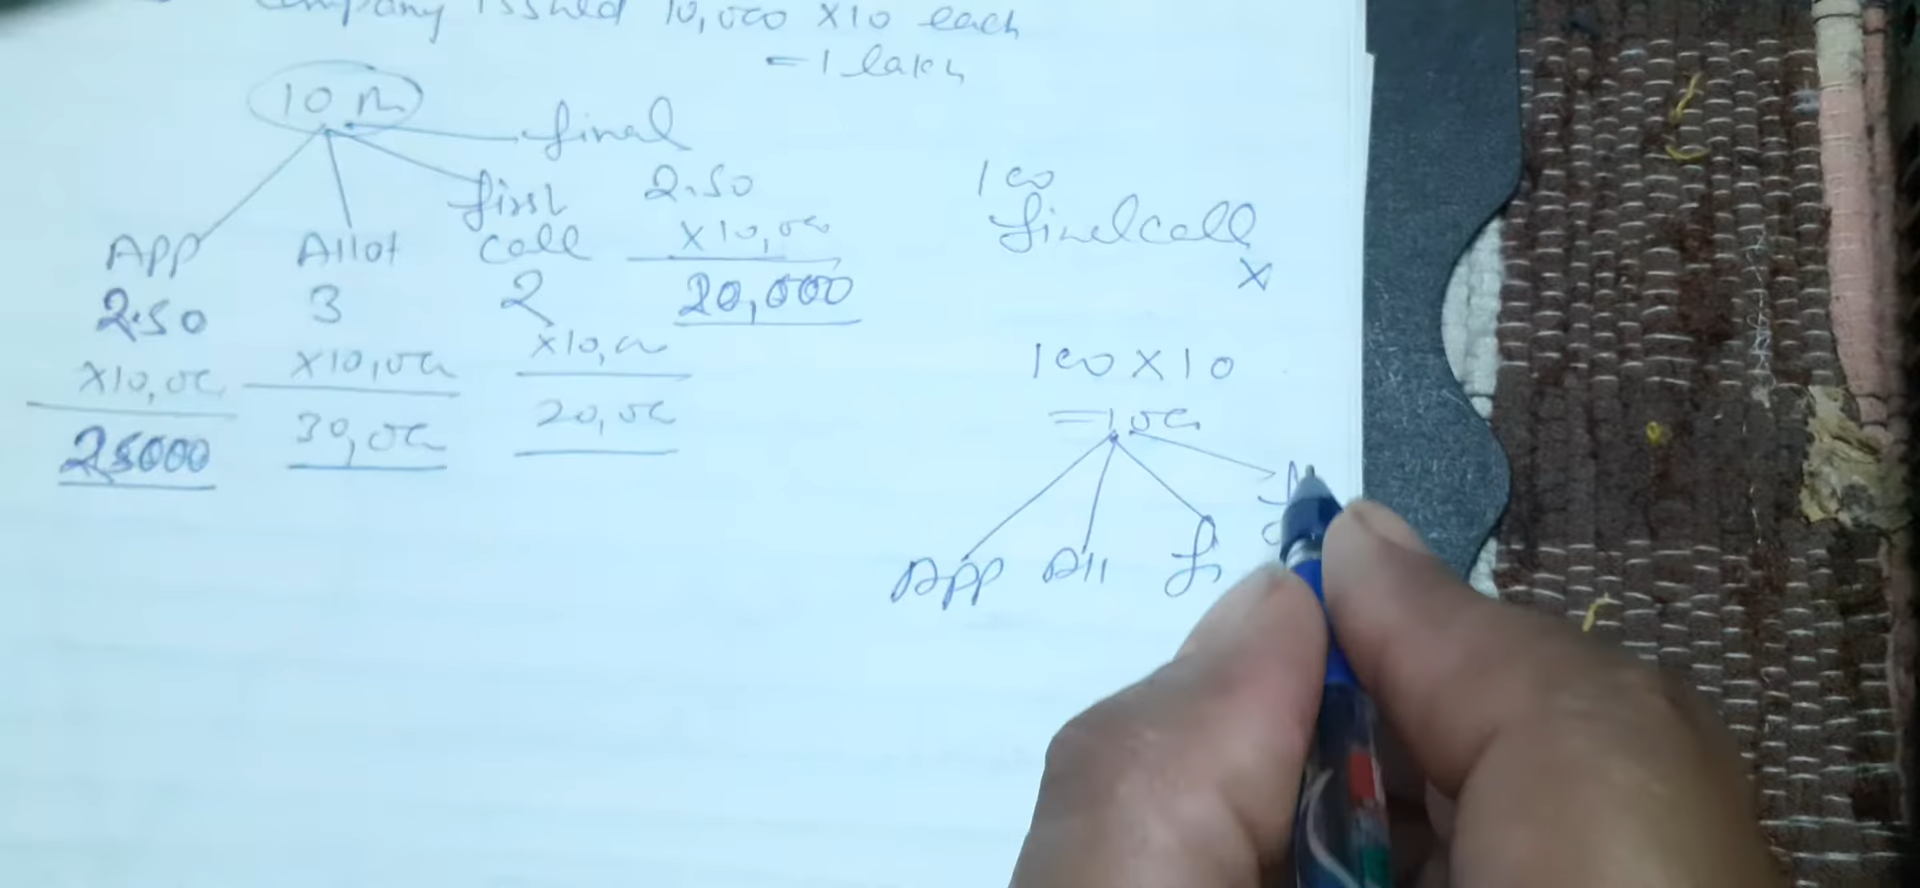 Company issued 10,000 X10 each
= 1 lakh
10
final
first call
App
Allot
2.50
3
2
2.50
X10,000
X10,000
X10,000
X10,000
25000
30,000
20,000
20,000
100
final call
X
100 X 10
= 1000
App All f